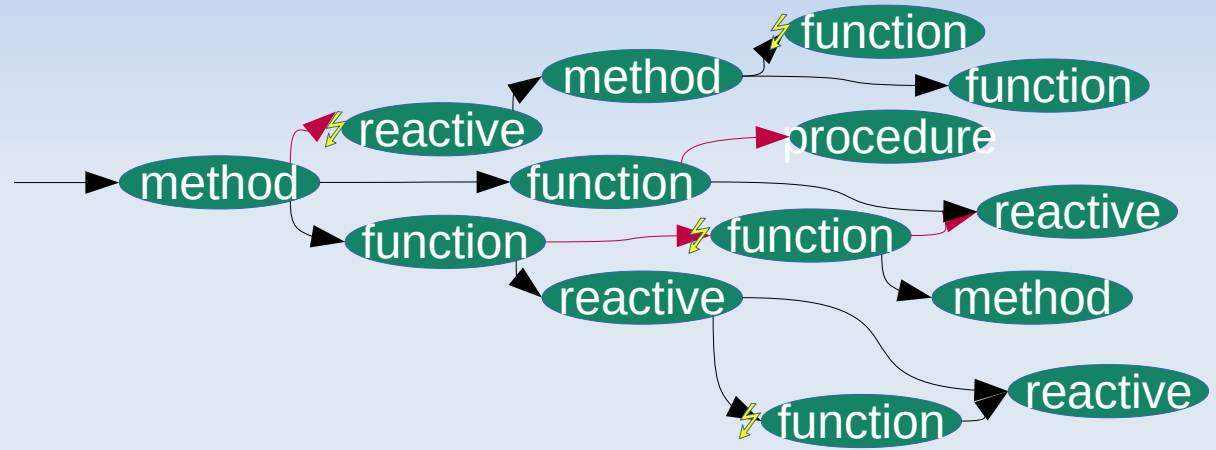 function
method
function
reactive
procedure
method
function
reactive
function
function
reactive
method
reactive
function